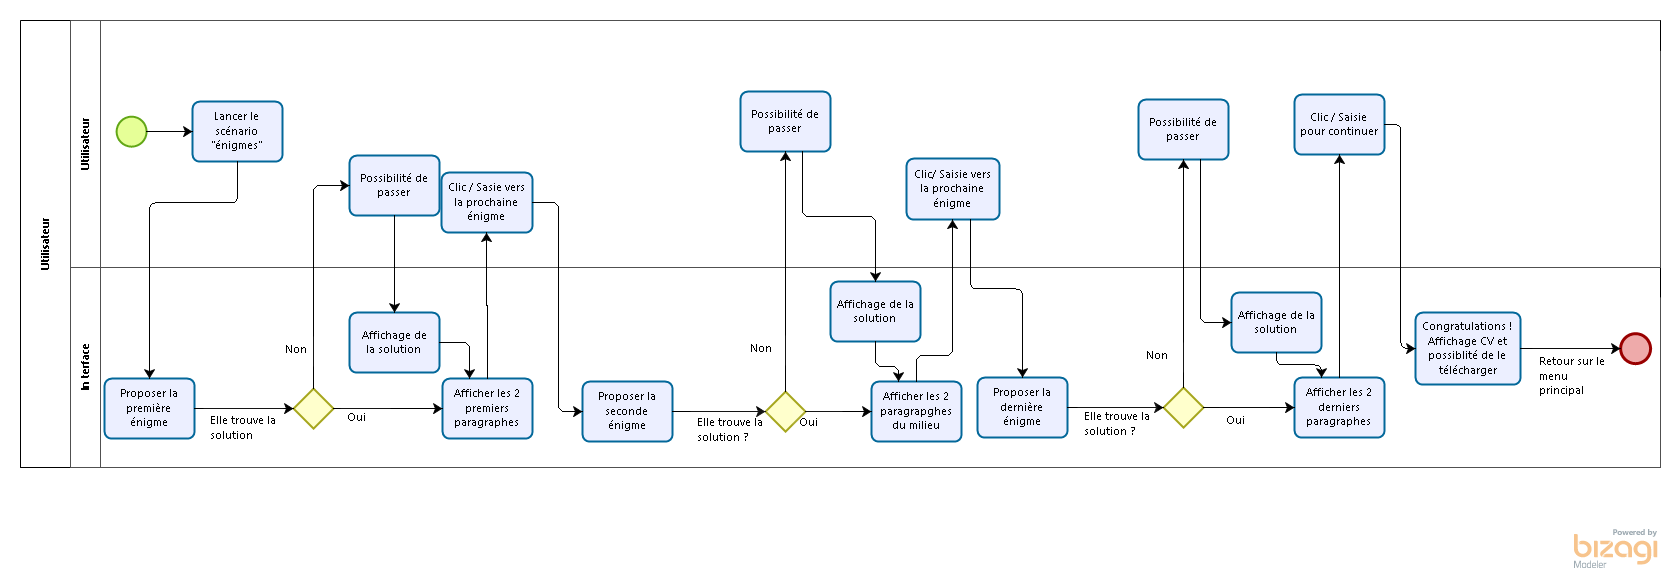 Utilisateur
Utilisateur
Interface
Lancer le
scénario
"énigmes"
Proposer la
première
énigme
Elle trouve la
solution
Non
Oui
Possibilité de
passer
Affichage de
la solution
Afficher les 2
premiers
paragraphes
Clic / Sasie vers
la prochaine
énigme
Proposer la
seconde
énigme
Elle trouve la
solution ?
Non
Oui
Possibilité de
passer
Affichage de la
solution
Afficher les 2
paragrapghes
du milieu
Clic/ Saisie vers
la prochaine
énigme
Proposer la
dernière
énigme
Elle trouve la
solution ?
Non
Oui
Possibilité de
passer
Affichage de la
solution
Afficher les 2
derniers
paragraphes
Clic / Saisie
pour continuer
Congratulations !
Affichage CV et
possiblité de le
télécharger
Retour sur le
menu
principal
Powered by
bizagi
Modeler